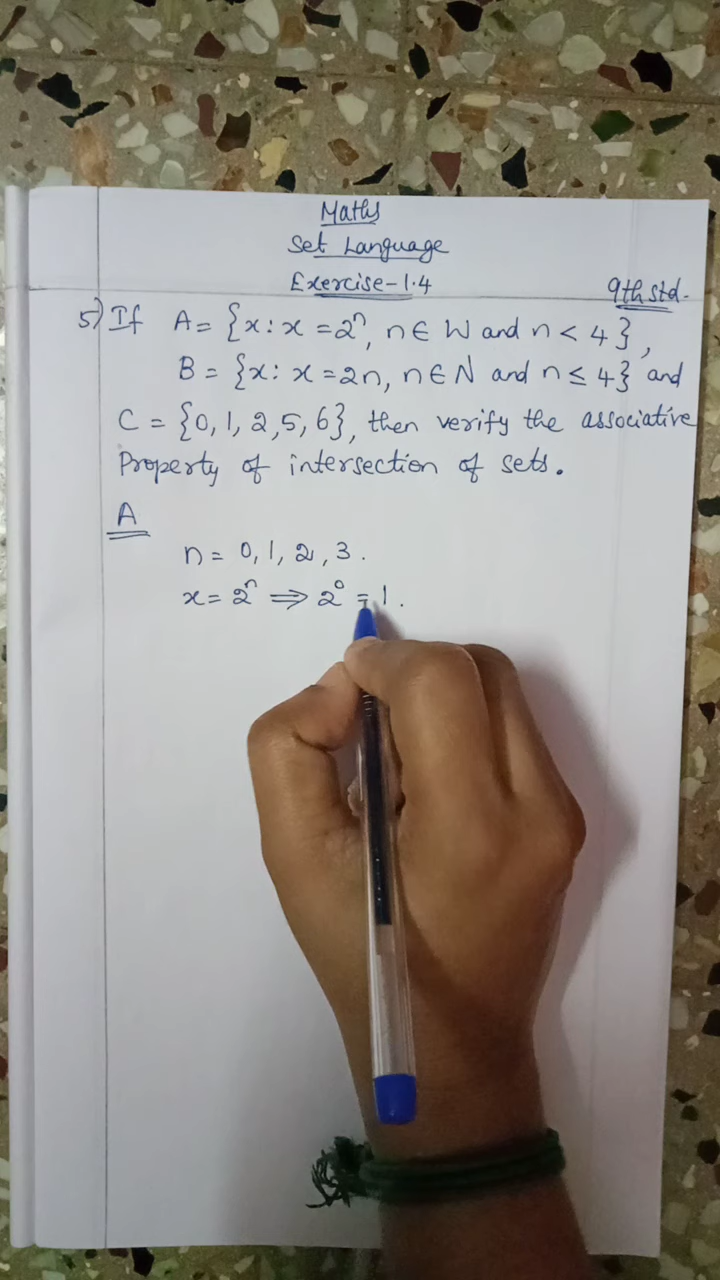 Maths
Set Language
Exercise-1.4
9th std.
5) If A = {x : x = 2ⁿ, n ∈ W and n < 4},
B = {x : x = 2n, n ∈ N and n ≤ 4} and
C = {0, 1, 2, 5, 6}, then verify the associative
Property of intersection of sets.
A
n = 0, 1, 2, 3.
x = 2ⁿ ⟹ 2⁰ = 1.